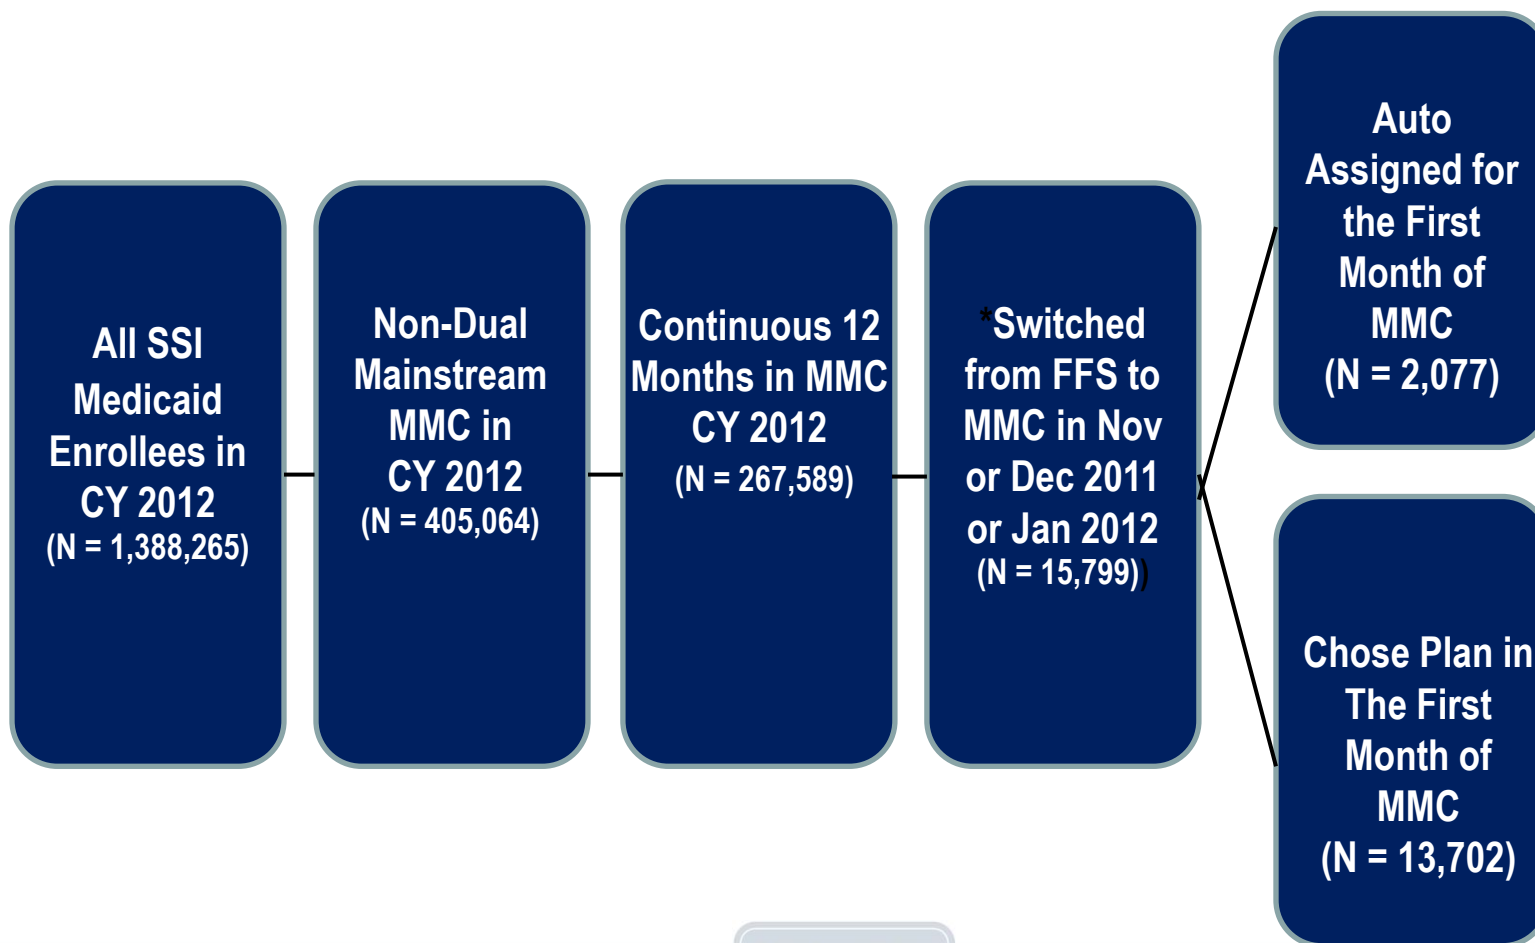 All SSI
Medicaid
Enrollees in
CY 2012
(N = 1,388,265)
Non-Dual
Mainstream
MMC in
CY 2012
(N = 405,064)
Continuous 12
Months in MMC
CY 2012
(N = 267,589)
*Switched
from FFS to
MMC in Nov
or Dec 2011
or Jan 2012
(N = 15,799))
Auto
Assigned for
the First
Month of
MMC
(N = 2,077)
Chose Plan in
The First
Month of
MMC
(N = 13,702)